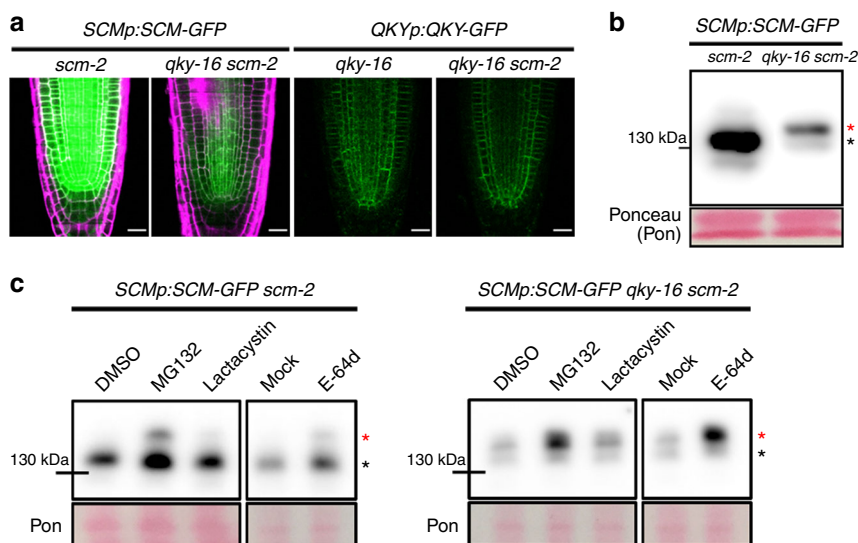 a
SCMp:SCM-GFP QKYp:QKY-GFP
scm-2 qky-16 scm-2 qky-16 qky-16 scm-2
b
SCMp:SCM-GFP
scm-2 qky-16 scm-2
130 kDa
*
*
Ponceau
(Pon)
c
SCMp:SCM-GFP scm-2
DMSO MG132 Lactacystin Mock E-64d
130 kDa
*
*
Pon
SCMp:SCM-GFP qky-16 scm-2
DMSO MG132 Lactacystin Mock E-64d
130 kDa
*
*
Pon